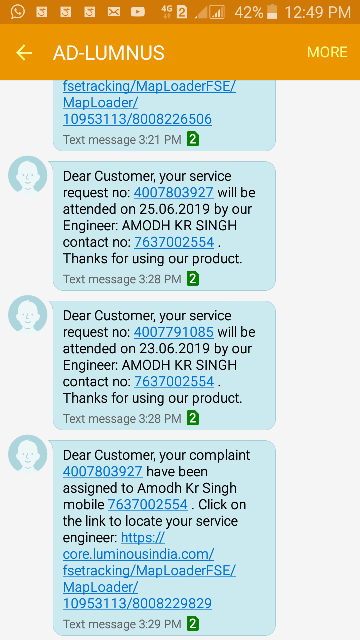 4G 2 42% 12:49 PM
AD-LUMNUS MORE
fsetracking/MapLoaderFSE/
MapLoader/
10953113/8008226506
Text message 3:21 PM 2
Dear Customer, your service
request no: 4007803927 will be
attended on 25.06.2019 by our
Engineer: AMODH KR SINGH
contact no: 7637002554 .
Thanks for using our product.
Text message 3:28 PM 2
Dear Customer, your service
request no: 4007791085 will be
attended on 23.06.2019 by our
Engineer: AMODH KR SINGH
contact no: 7637002554 .
Thanks for using our product.
Text message 3:28 PM 2
Dear Customer, your complaint
4007803927 have been
assigned to Amodh Kr Singh
mobile 7637002554 . Click on
the link to locate your service
engineer: https://
core.luminousindia.com/
fsetracking/MapLoaderFSE/
MapLoader/
10953113/8008229829
Text message 3:29 PM 2